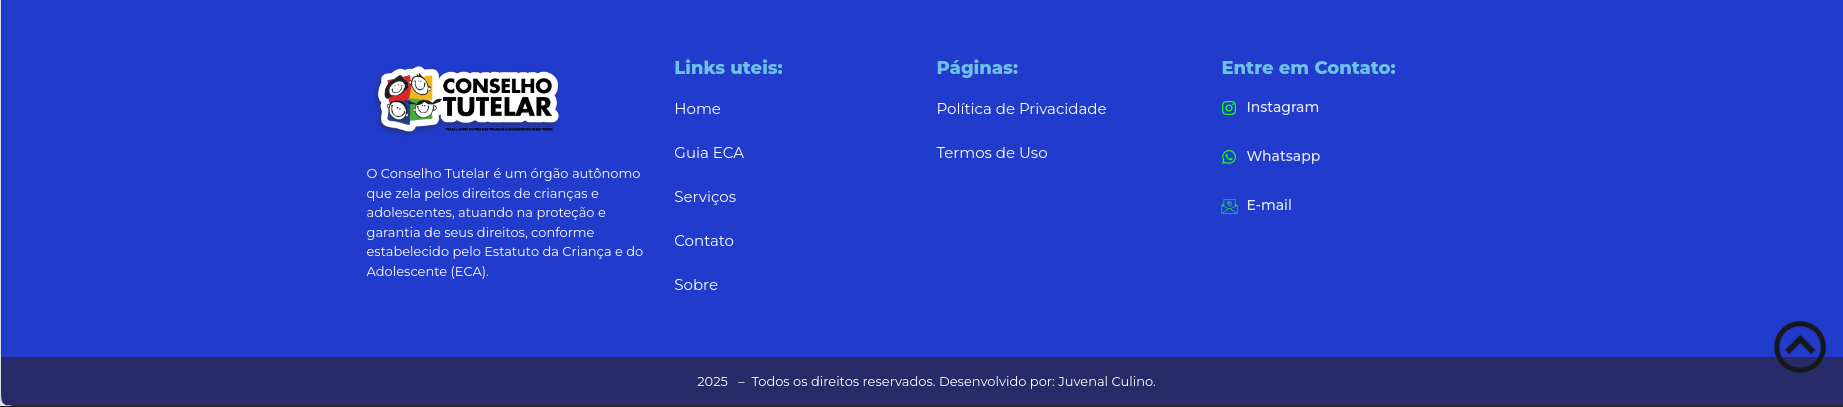 CONSELHO
TUTELAR
O Conselho Tutelar é um órgão autônomo
que zela pelos direitos de crianças e
adolescentes, atuando na proteção e
garantia de seus direitos, conforme
estabelecido pelo Estatuto da Criança e do
Adolescente (ECA).
Links uteis:
Home
Guia ECA
Serviços
Contato
Sobre
Páginas:
Política de Privacidade
Termos de Uso
Entre em Contato:
Instagram
Whatsapp
E-mail
2025 – Todos os direitos reservados. Desenvolvido por: Juvenal Culino.